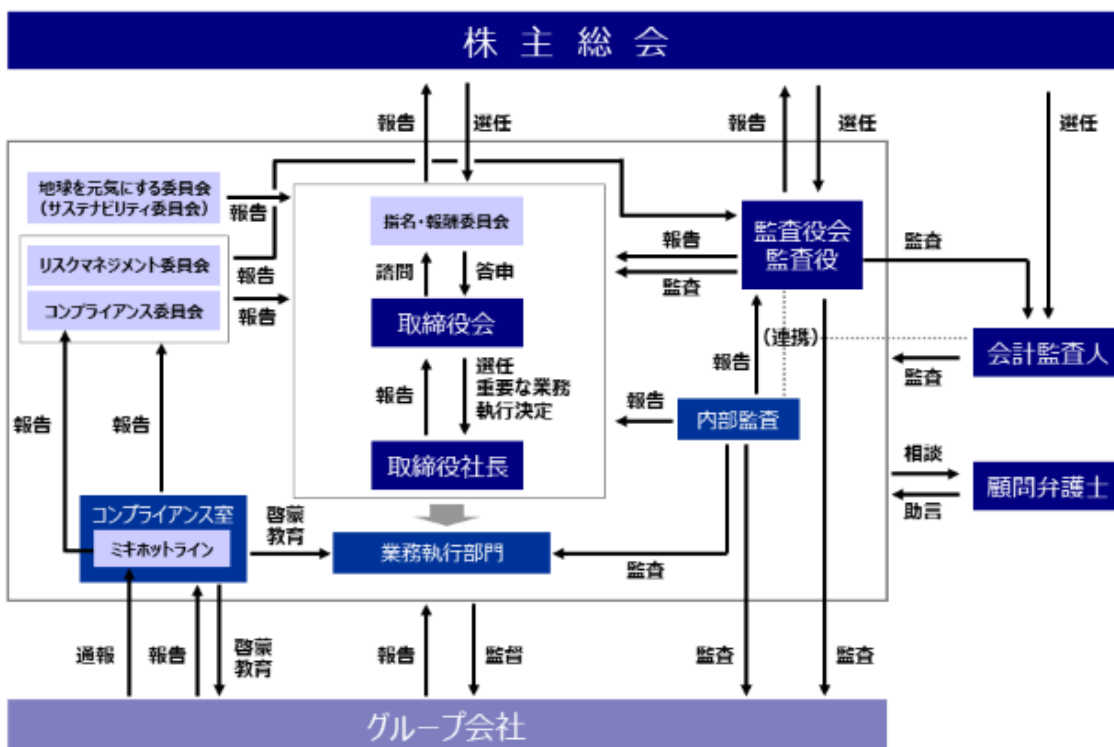 株主総会
報告
選任
報告
選任
選任
地球を元気にする委員会
(サステナビリティ委員会)
報告
指名・報酬委員会
監査役会
監査役
報告
監査
監査
リスクマネジメント委員会
報告
諮問
答申
コンプライアンス委員会
報告
取締役会
(連携)
会計監査人
監査
報告
選任
重要な業務
執行決定
報告
報告
内部監査
報告
報告
取締役社長
相談
顧問弁護士
助言
コンプライアンス室
ミキホットライン
啓蒙
教育
業務執行部門
監査
通報
報告
啓蒙
教育
報告
監督
監査
監査
グループ会社